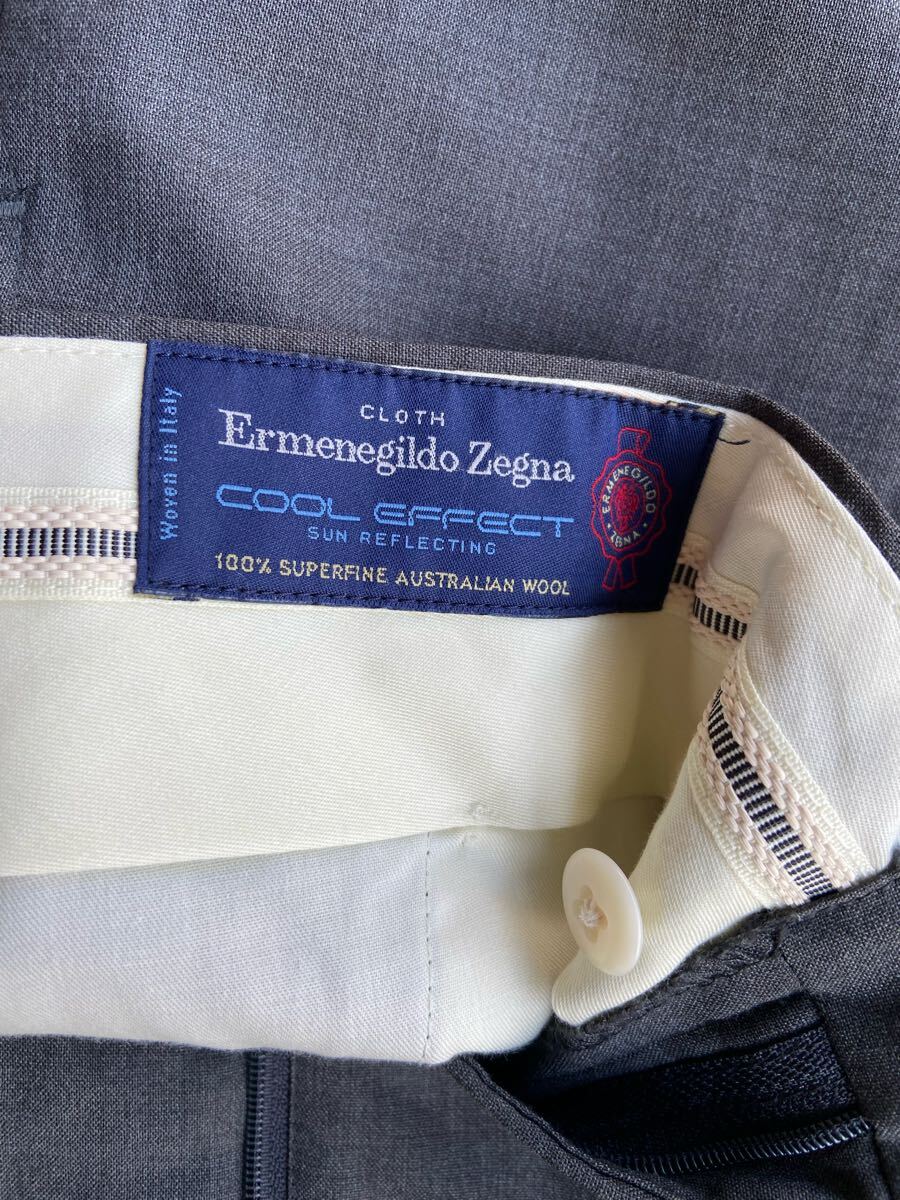 Woven in Italy
CLOTH
Ermenegildo Zegna
COOL EFFECT
SUN REFLECTING
100% SUPERFINE AUSTRALIAN WOOL
ERMENEGILDO
ZEGNA